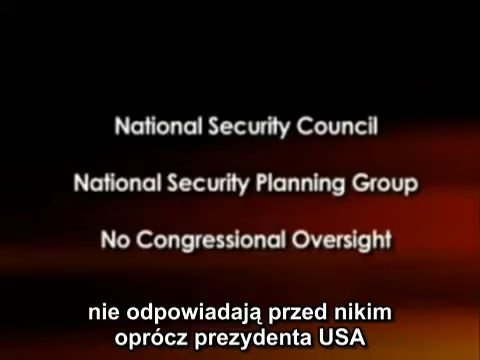 National Security Council
National Security Planning Group
No Congressional Oversight
nie odpowiadają przed nikim
oprócz prezydenta USA